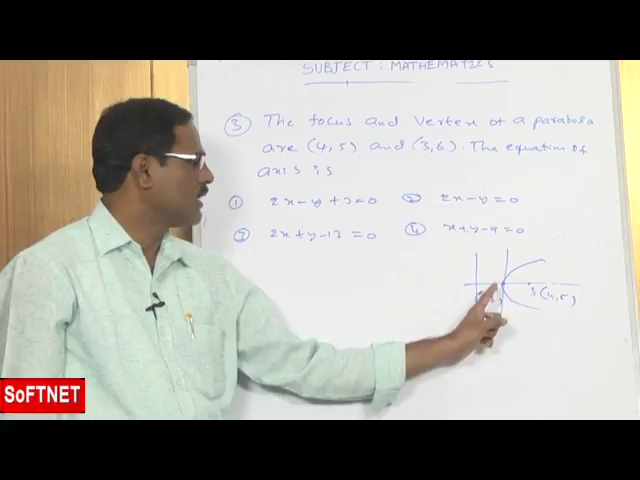 SUBJECT : MATHEMATICS
③ The focus and vertex of a parabola
are (4,5) and (3,6). The equation of
axis is
① 2x-y+3=0 ② 2x-y=0
③ 2x+y-13=0 ④ x+y-9=0
S(4,5)
SOFTNET